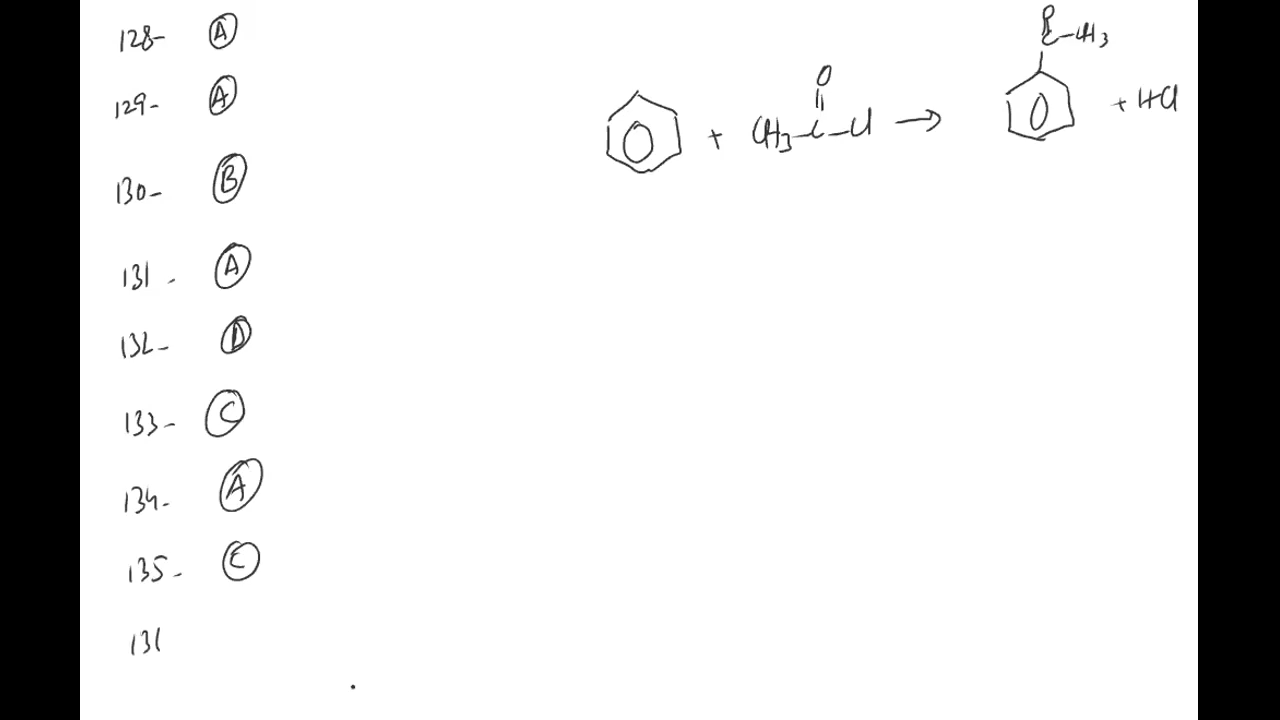 128- A
129- A
130- B
131- A
132- D
133- C
134- A
135- C
131
O
+ CH3-C-Cl →
O
C-CH3
+ HCl